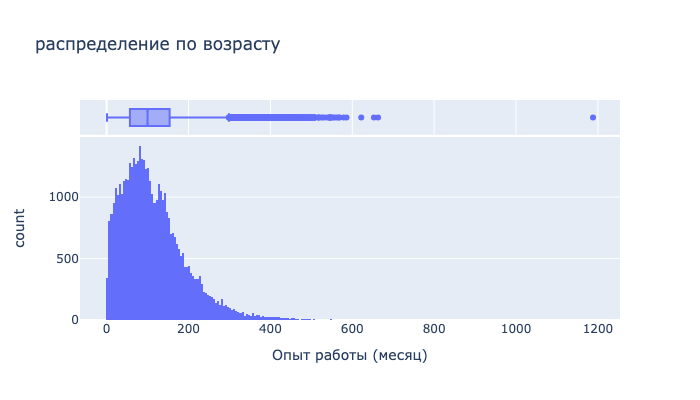 распределение по возрасту
count
1000
500
0
0 200 400 600 800 1000 1200
Опыт работы (месяц)